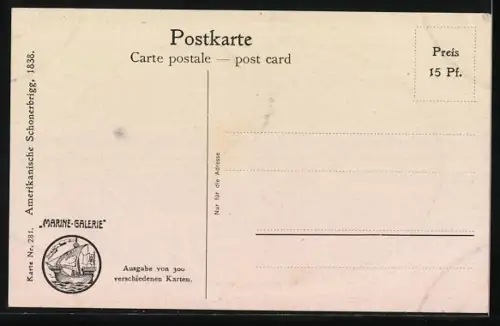 Postkarte
Carte postale — post card
Preis
15 Pf.
Karte Nr. 281. Amerikanische Schonerbrigg, 1838.
Nur für die Adresse
„MARINE-GALERIE"
Ausgabe von 300
verschiedenen Karten.